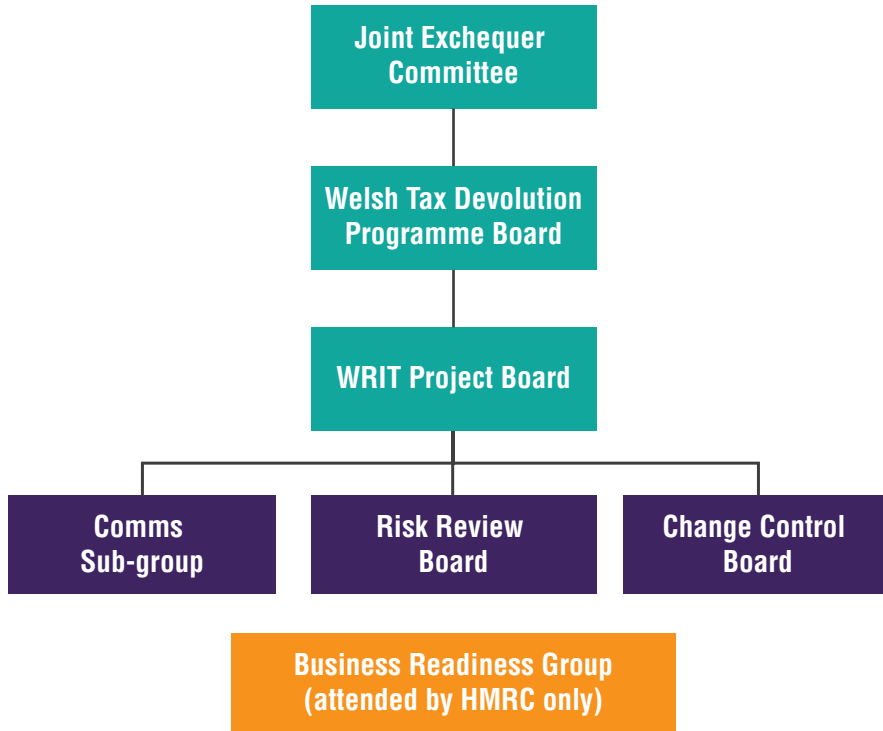 Joint Exchequer
Committee
Welsh Tax Devolution
Programme Board
WRIT Project Board
Comms
Sub-group
Risk Review
Board
Change Control
Board
Business Readiness Group
(attended by HMRC only)